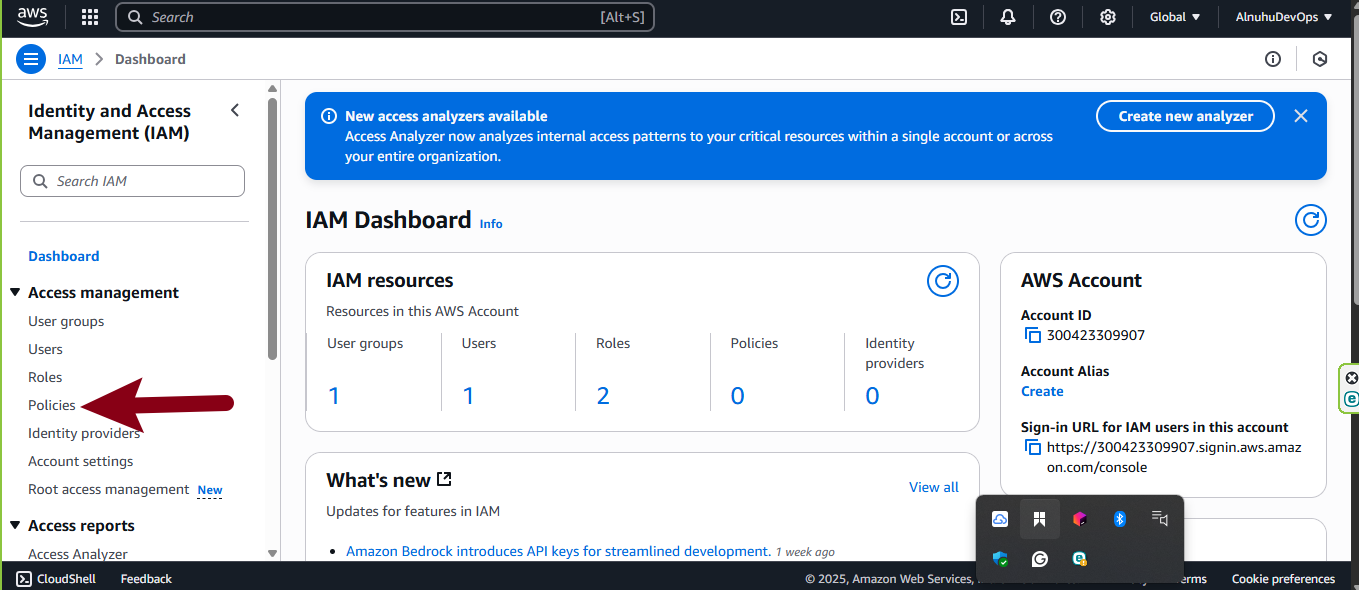 aws
Search [Alt+S]
Global
AlnuhuDevOps
IAM
Dashboard
Identity and Access
Management (IAM)
Search IAM
Dashboard
Access management
User groups
Users
Roles
Policies
Identity providers
Account settings
Root access management New
Access reports
Access Analyzer
New access analyzers available
Access Analyzer now analyzes internal access patterns to your critical resources within a single account or across
your entire organization.
Create new analyzer
IAM Dashboard Info
IAM resources
Resources in this AWS Account
User groups
1
Users
1
Roles
2
Policies
0
Identity
providers
0
What's new
View all
Updates for features in IAM
Amazon Bedrock introduces API keys for streamlined development. 1 week ago
AWS Account
Account ID
300423309907
Account Alias
Create
Sign-in URL for IAM users in this account
https://300423309907.signin.aws.amaz
on.com/console
CloudShell
Feedback
© 2025, Amazon Web Services,
Cookie preferences